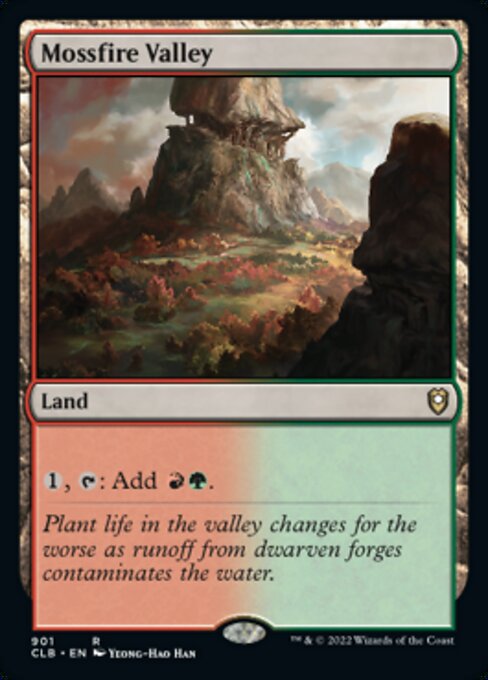 Mossfire Valley
Land
1, : Add .
Plant life in the valley changes for the
worse as runoff from dwarven forges
contaminates the water.
901 R
CLB • EN Yeong-Hao Han
™ & © 2022 Wizards of the Coast